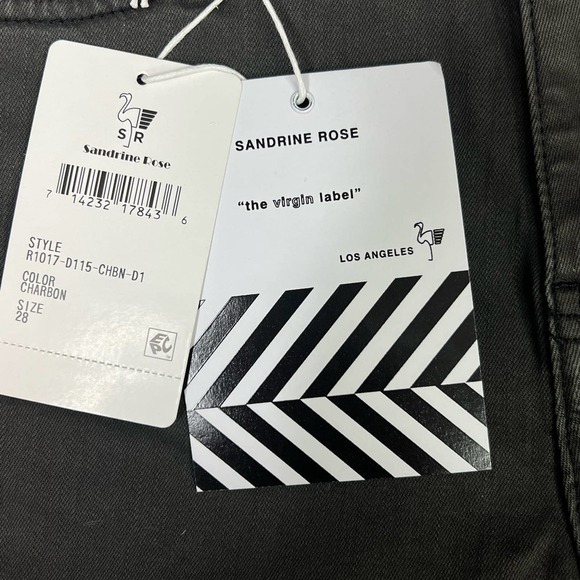 S R
Sandrine Rose
7 14232 17843 6
STYLE
R1017-D115-CHBN-D1
COLOR
CHARBON
SIZE
28
EPC
SANDRINE ROSE
“the virgin label”
LOS ANGELES